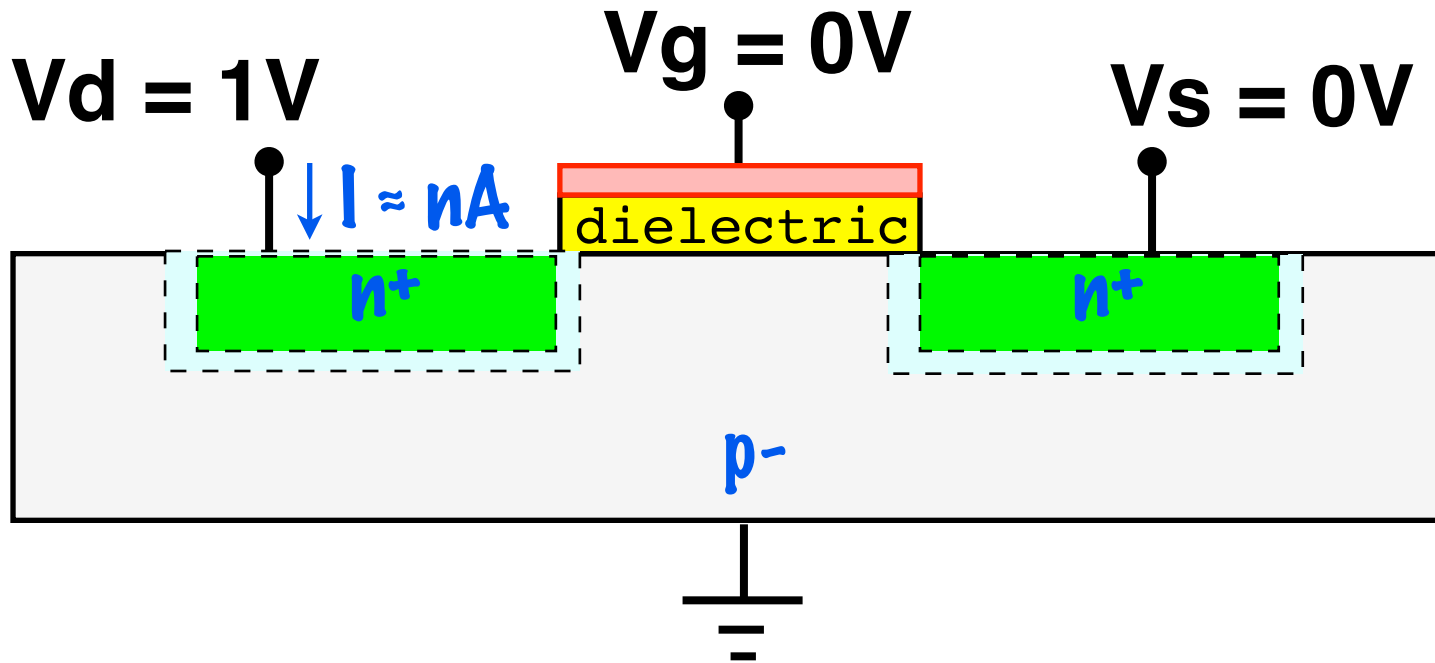 Vd = 1V
Vg = 0V
Vs = 0V
I ≈ nA
dielectric
n+
n+
p-